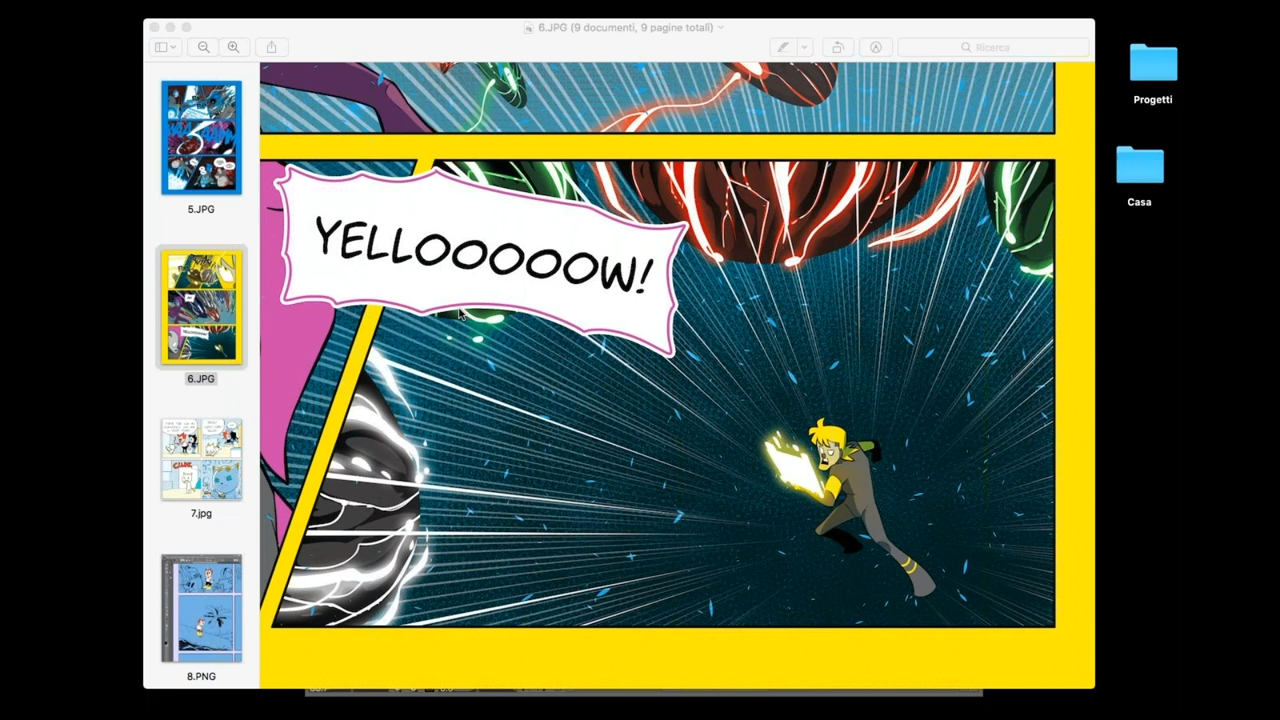 6.JPG (9 documenti, 9 pagine totali)
Ricerca
5.JPG
6.JPG
7.jpg
8.PNG
YELLOOOOOW!
Progetti
Casa